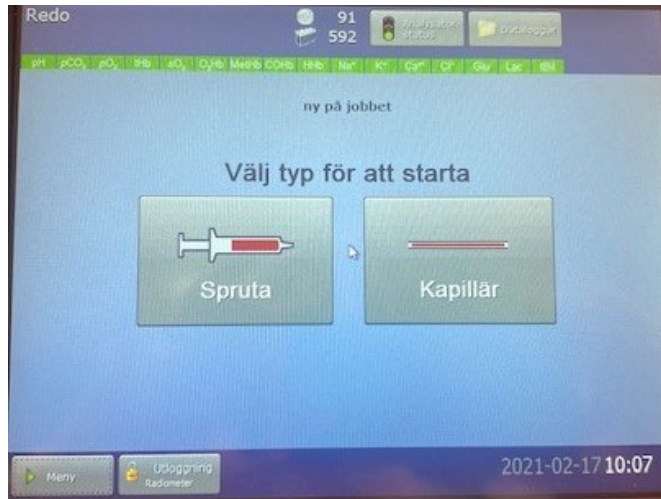 Redo
91
592
Analysator-
status
Dataloggar
pH pCO₂ pO₂ tHb sO₂ O₂Hb MetHb COHb HHb Na⁺ K⁺ Ca²⁺ Cl⁻ Glu Lac tBil
ny på jobbet
Välj typ för att starta
Spruta
Kapillär
Meny
Utloggning
Radiometer
2021-02-17 10:07